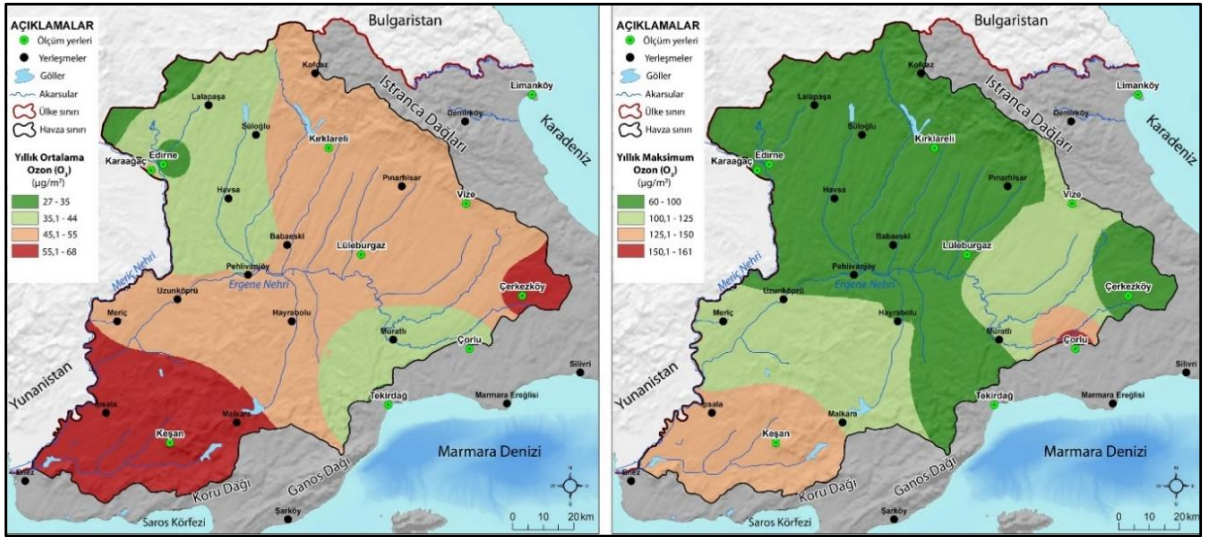 AÇIKLAMALAR
Ölçüm yerleri
Yerleşmeler
Göller
Akarsular
Ülke sınırı
Havza sınırı
Yıllık Ortalama
Ozon (O₃)
(µg/m³)
27 - 35
35,1 - 44
45,1 - 55
55,1 - 68
Bulgaristan
Kofçaz
Istranca Dağları
Limanköy
Demirköy
Karadeniz
Lalapaşa
Süloğlu
Kırklareli
Edirne
Karaağaç
Pınarhisar
Havsa
Vize
Babaeski
Lüleburgaz
Pehlivanköy
Meriç Nehri
Ergene Nehri
Uzunköprü
Çerkezköy
Meriç
Hayrabolu
Muratlı
Çorlu
Silivri
Yunanistan
Tekirdağ
Marmara Ereğlisi
Malkara
Keşan
Marmara Denizi
Enez
Koru Dağı
Ganos Dağı
Saros Körfezi
Şarköy
0 10 20 km
AÇIKLAMALAR
Ölçüm yerleri
Yerleşmeler
Göller
Akarsular
Ülke sınırı
Havza sınırı
Yıllık Maksimum
Ozon (O₃)
(µg/m³)
60 - 100
100,1 - 125
125,1 - 150
150,1 - 161
Bulgaristan
Kofçaz
Istranca Dağları
Limanköy
Demirköy
Karadeniz
Lalapaşa
Süloğlu
Kırklareli
Edirne
Karaağaç
Pınarhisar
Havsa
Vize
Babaeski
Lüleburgaz
Pehlivanköy
Meriç Nehri
Ergene Nehri
Uzunköprü
Çerkezköy
Meriç
Hayrabolu
Muratlı
Çorlu
Silivri
Yunanistan
Tekirdağ
Marmara Ereğlisi
Malkara
Keşan
Marmara Denizi
Enez
Koru Dağı
Ganos Dağı
Saros Körfezi
Şarköy
0 10 20 km